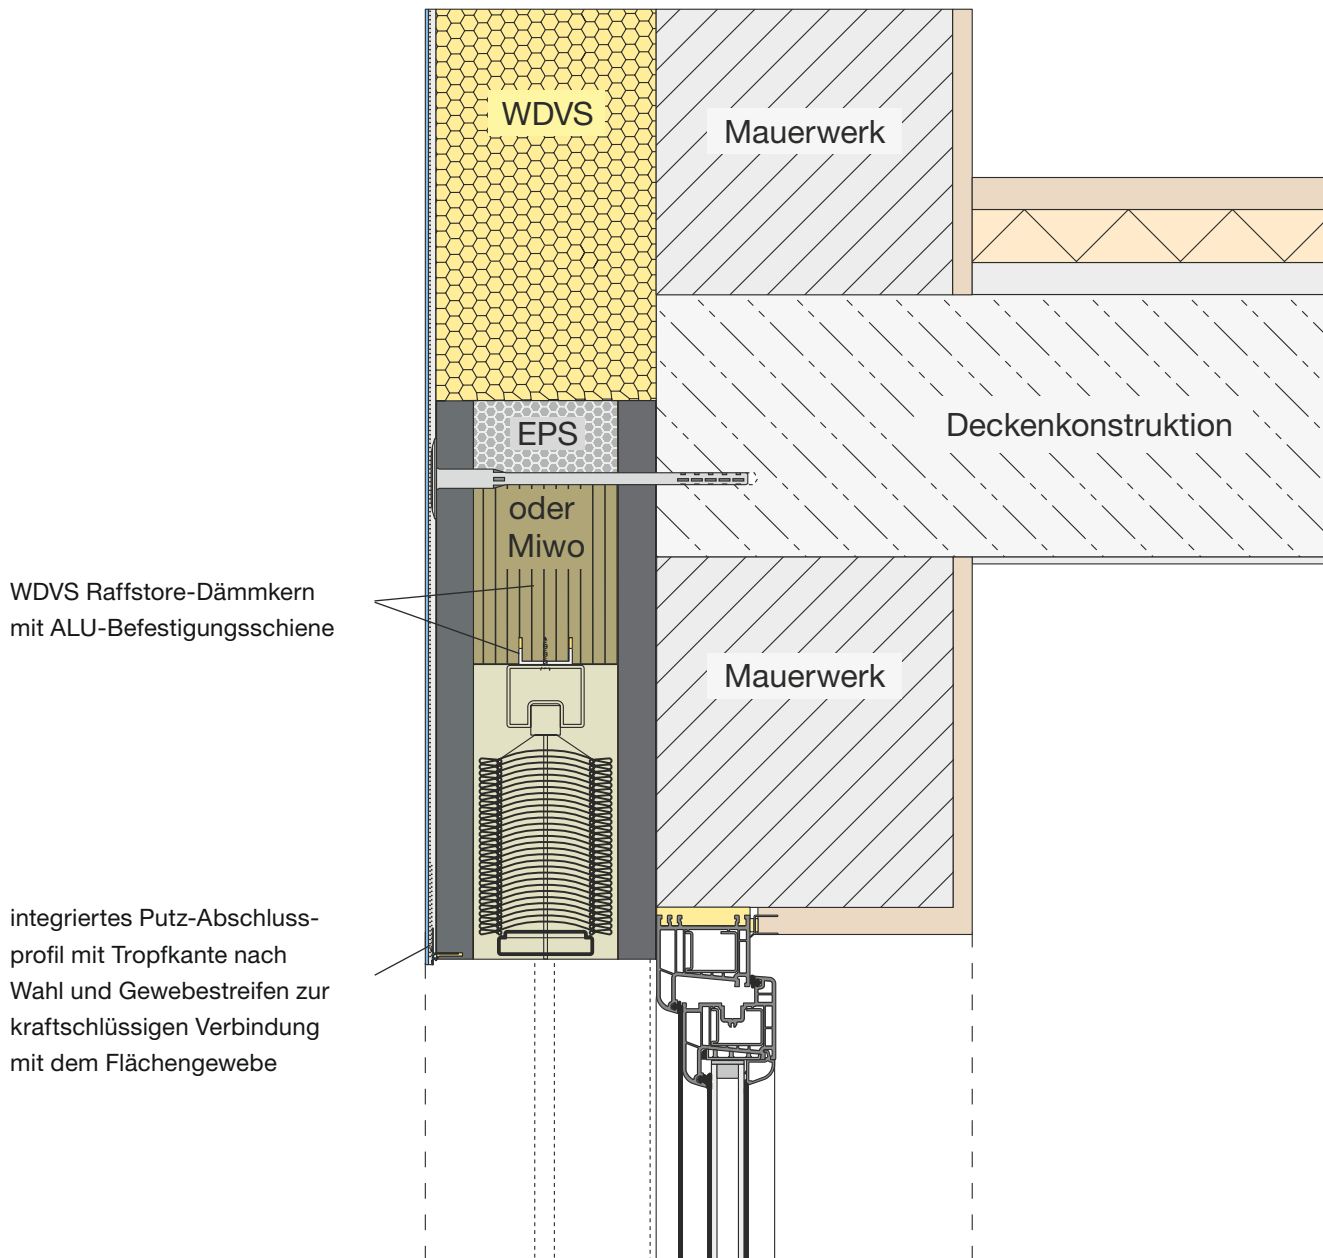 WDVS
Mauerwerk
Deckenkonstruktion
EPS
oder
Miwo
WDVS Raffstore-Dämmkern
mit ALU-Befestigungsschiene
Mauerwerk
integriertes Putz-Abschluss-
profil mit Tropfkante nach
Wahl und Gewebestreifen zur
kraftschlüssigen Verbindung
mit dem Flächengewebe